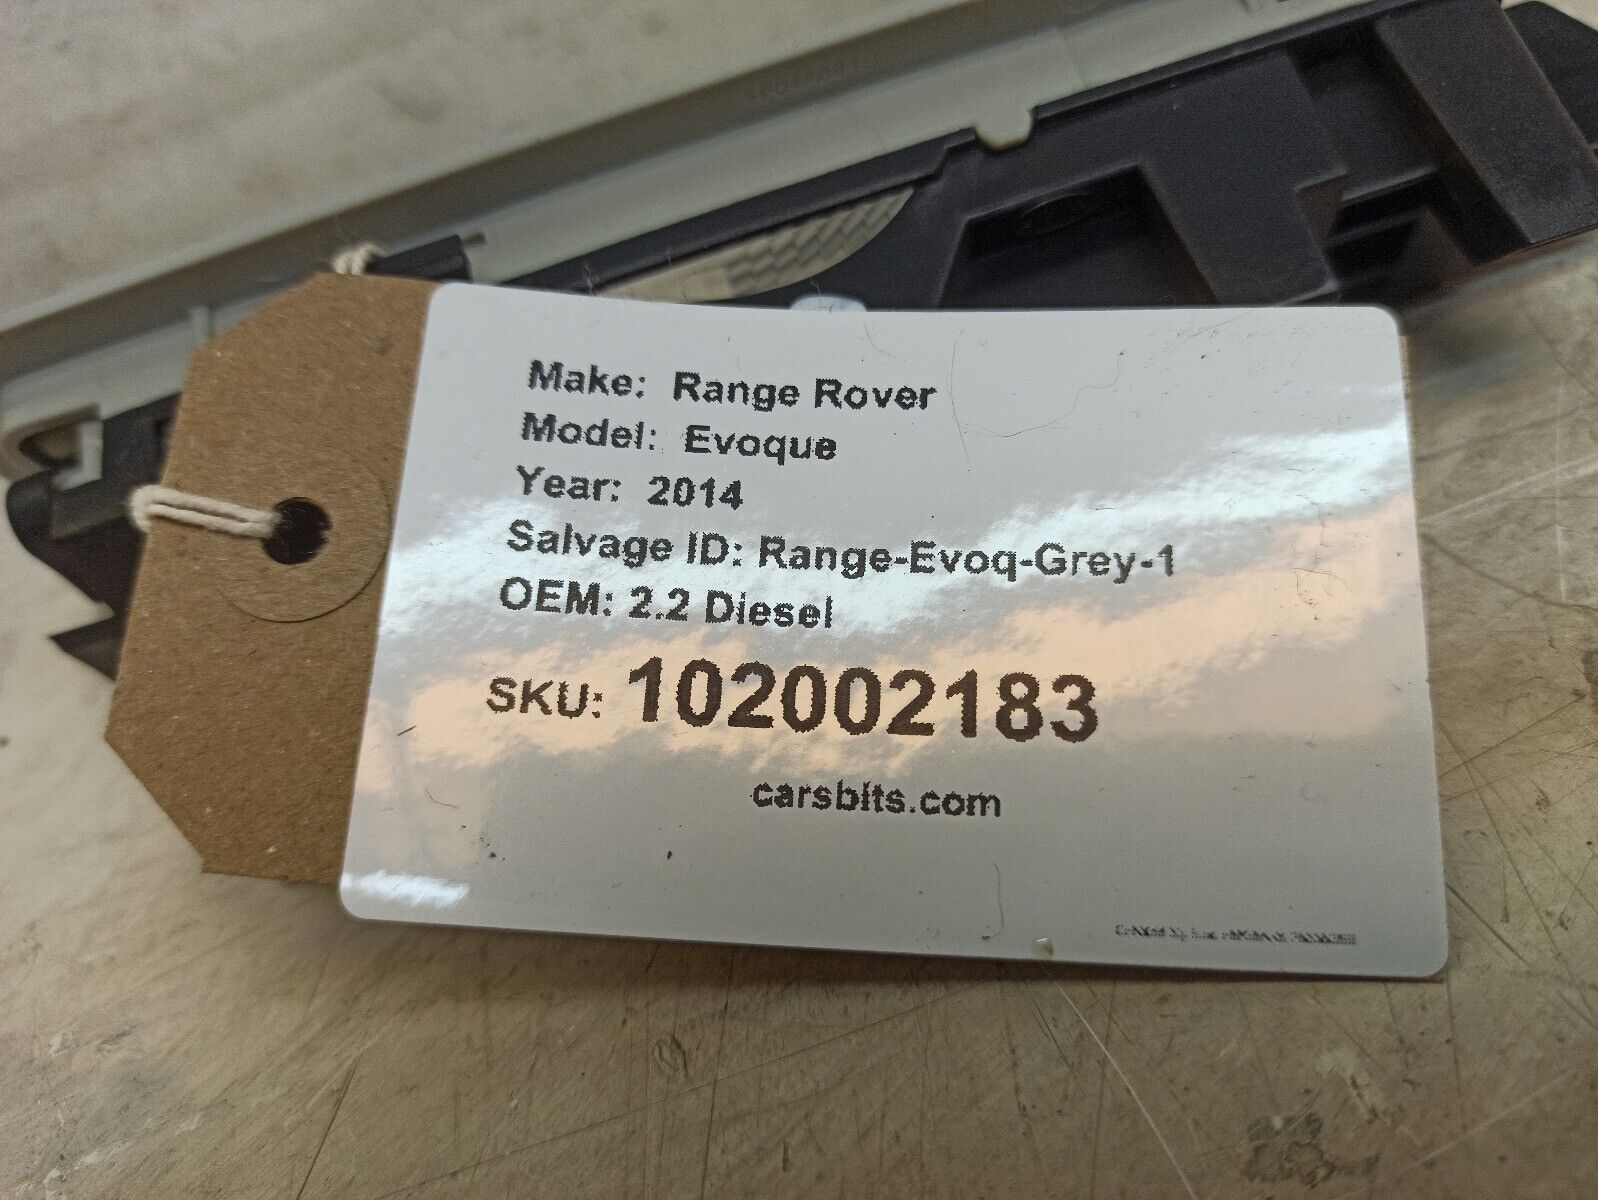 Make: Range Rover
Model: Evoque
Year: 2014
Salvage ID: Range-Evoq-Grey-1
OEM: 2.2 Diesel
SKU: 102002183
carsbits.com